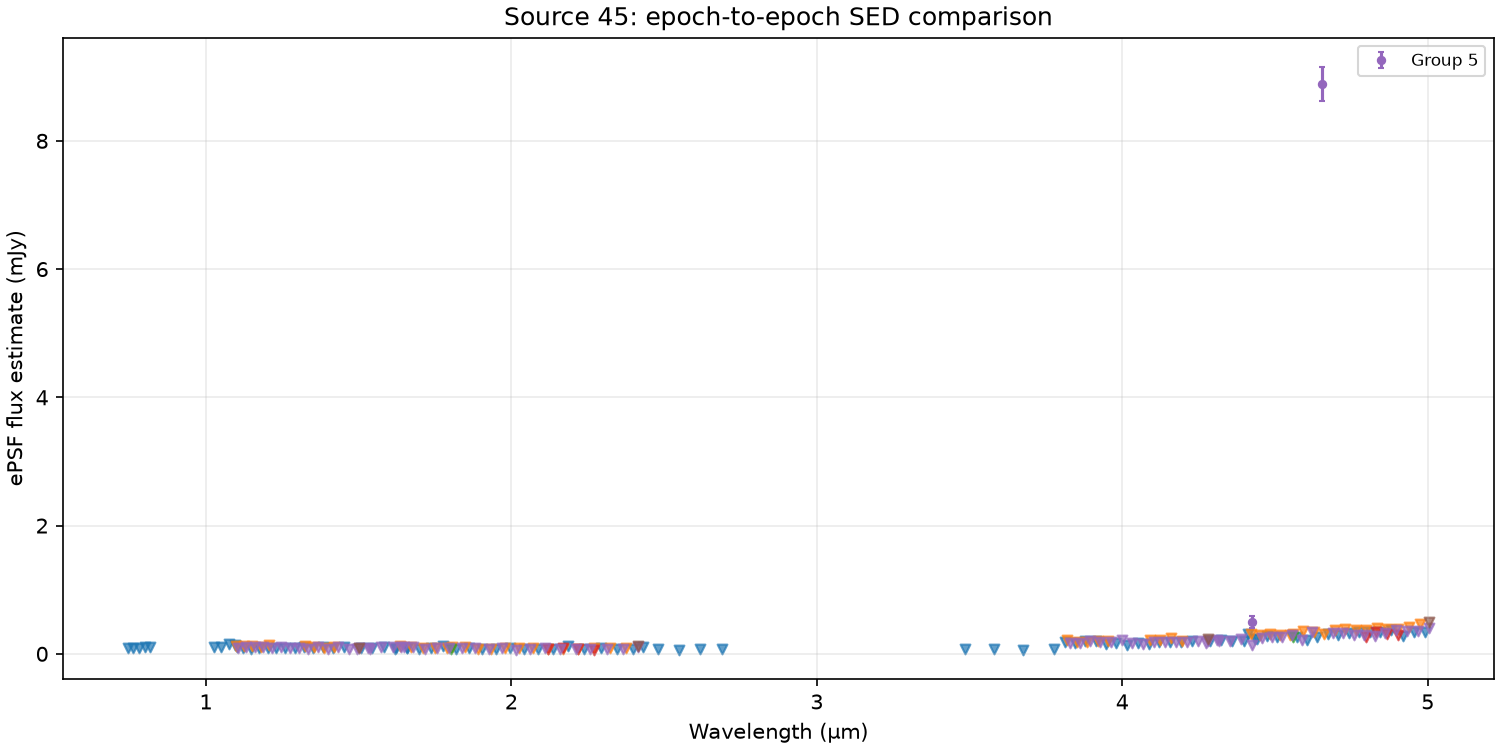 Source 45: epoch-to-epoch SED comparison
Group 5
ePSF flux estimate (mJy)
8
6
4
2
0
1 2 3 4 5
Wavelength (μm)